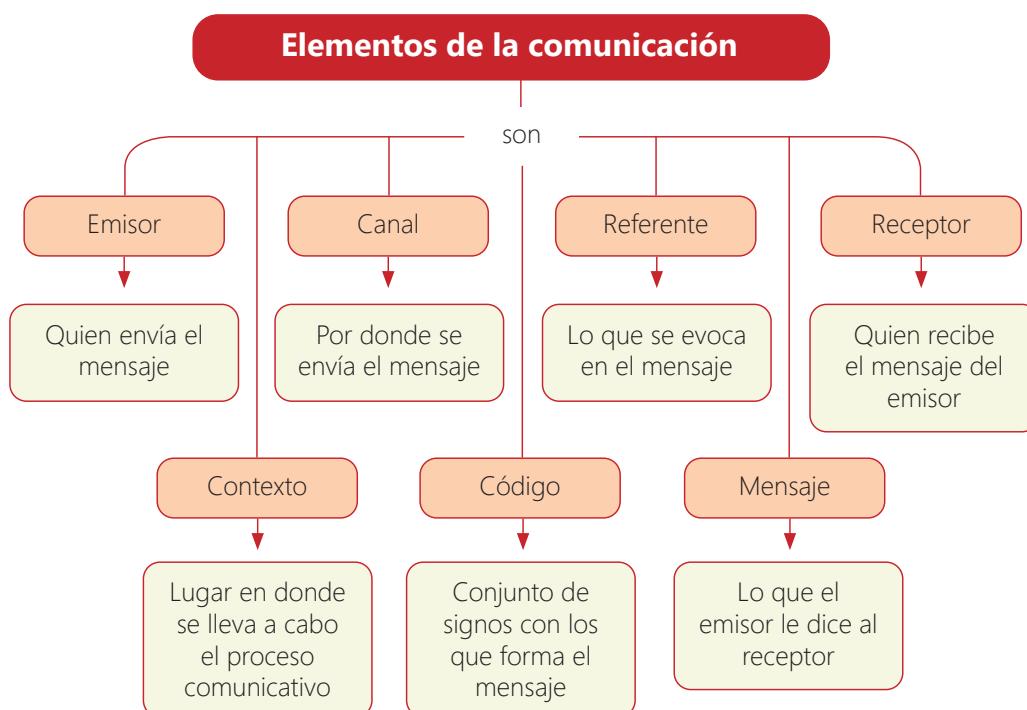 Elementos de la comunicación
son
Emisor
Canal
Referente
Receptor
Quien envía el
mensaje
Por donde se
envía el mensaje
Lo que se evoca
en el mensaje
Quien recibe
el mensaje del
emisor
Contexto
Código
Mensaje
Lugar en donde
se lleva a cabo
el proceso
comunicativo
Conjunto de
signos con los
que forma el
mensaje
Lo que el
emisor le dice al
receptor